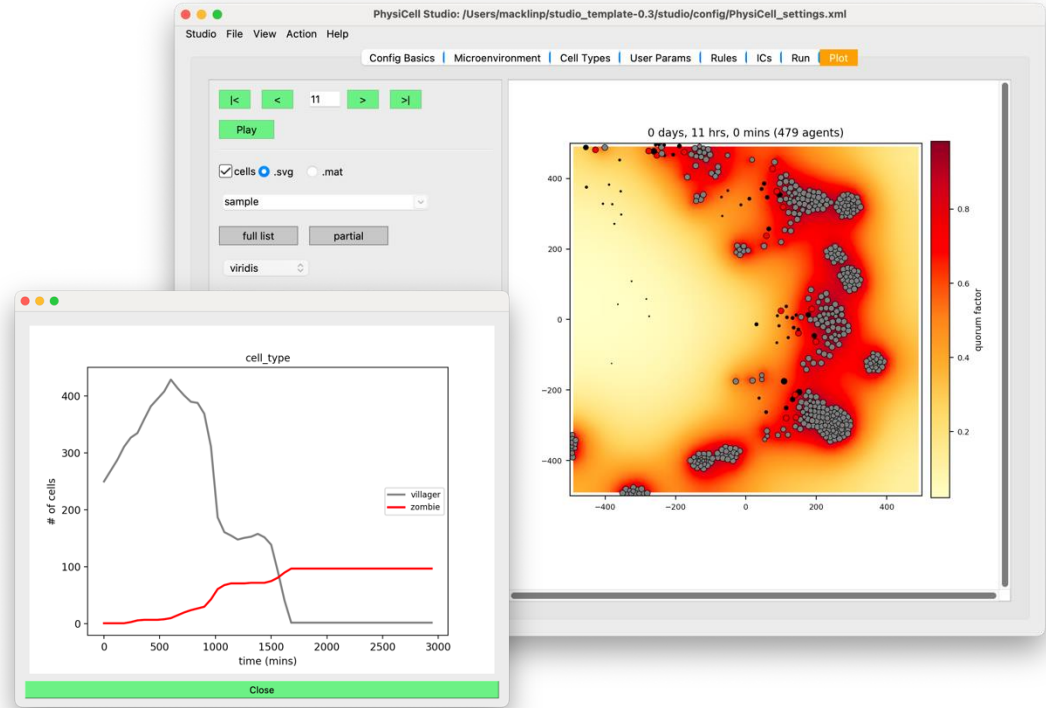 PhysiCell Studio: /Users/macklinp/studio_template-0.3/studio/config/PhysiCell_settings.xml
Studio File View Action Help
Config Basics Microenvironment Cell Types User Params Rules ICs Run Plot
|< < 11 > >|
Play
cells .svg .mat
sample
full list partial
viridis
0 days, 11 hrs, 0 mins (479 agents)
400
200
0
−200
−400
−400 −200 0 200 400
0.8
0.6
0.4
0.2
quorum factor
cell_type
400
300
200
100
0
# of cells
villager
zombie
0 500 1000 1500 2000 2500 3000
time (mins)
Close